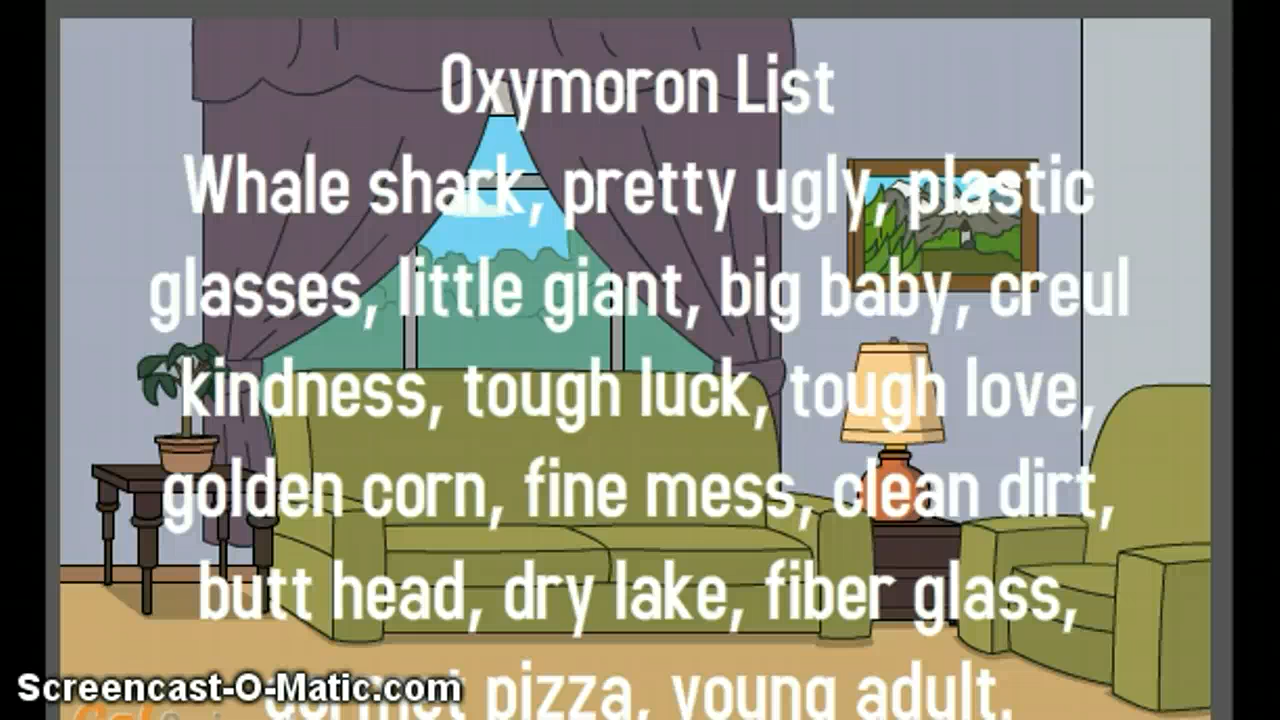 Oxymoron List
Whale shark, pretty ugly, plastic
glasses, little giant, big baby, creul
kindness, tough luck, tough love,
golden corn, fine mess, clean dirt,
butt head, dry lake, fiber glass,
pizza, young adult.
Screencast-O-Matic.com